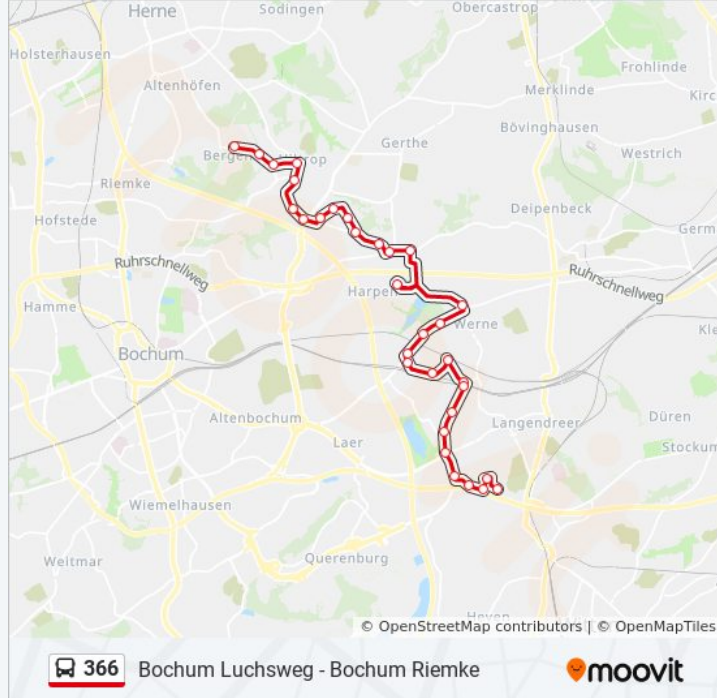 Herne
Sodingen
Obercastrop
Holsterhausen
Frohlinde
Altenhöfen
Merklinde
Kirc
Bövinghausen
Gerthe
Westrich
Bergen
Hiltrop
Riemke
Deipenbeck
Hofstede
Germ
Ruhrschnellweg
Ruhrschnellweg
Harpen
Hamme
Werne
Kle
Bochum
Altenbochum
Langendreer
Düren
Laer
Stockum
Wiemelhausen
Querenburg
Weitmar
Heven
© OpenStreetMap contributors | © OpenMapTiles
366 Bochum Luchsweg - Bochum Riemke moovit